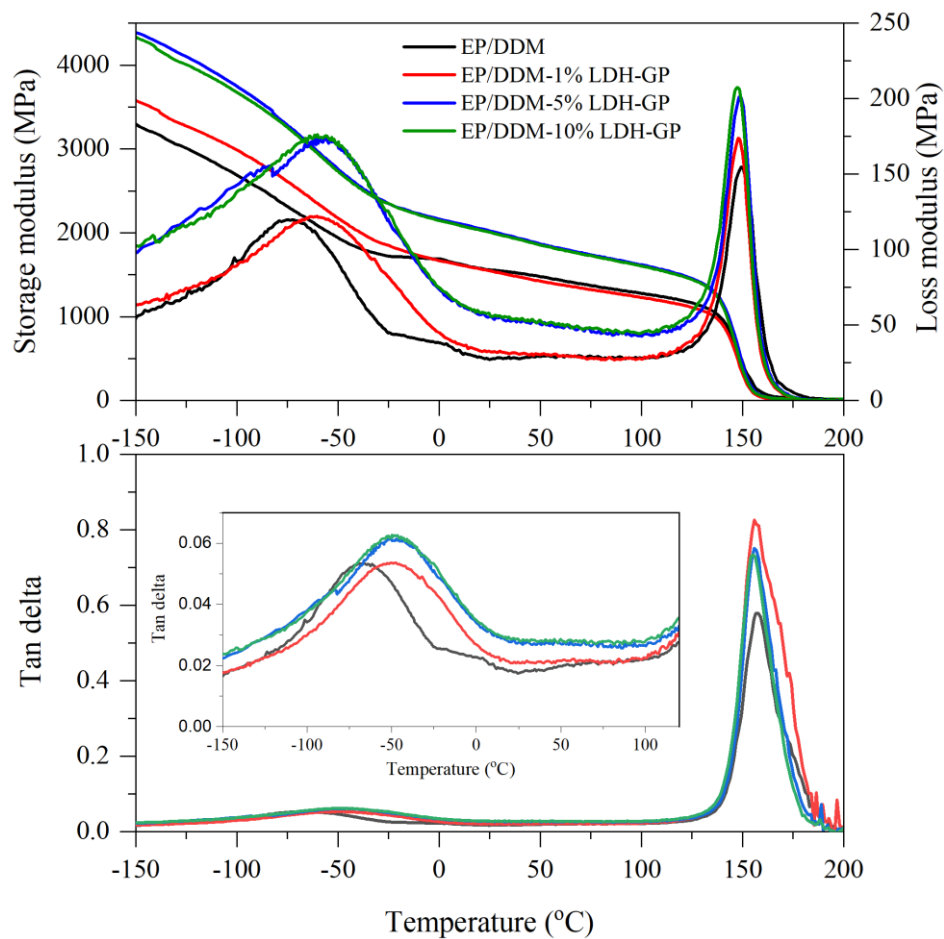 Storage modulus (MPa)
4000
3000
2000
1000
0
EP/DDM
EP/DDM-1% LDH-GP
EP/DDM-5% LDH-GP
EP/DDM-10% LDH-GP
250
200
150
100
50
0
Loss modulus (MPa)
-150 -100 -50 0 50 100 150 200
Tan delta
1.0
0.8
0.6
0.4
0.2
0.0
Tan delta
0.06
0.04
0.02
0.00
-150 -100 -50 0 50 100
Temperature (°C)
-150 -100 -50 0 50 100 150 200
Temperature (°C)